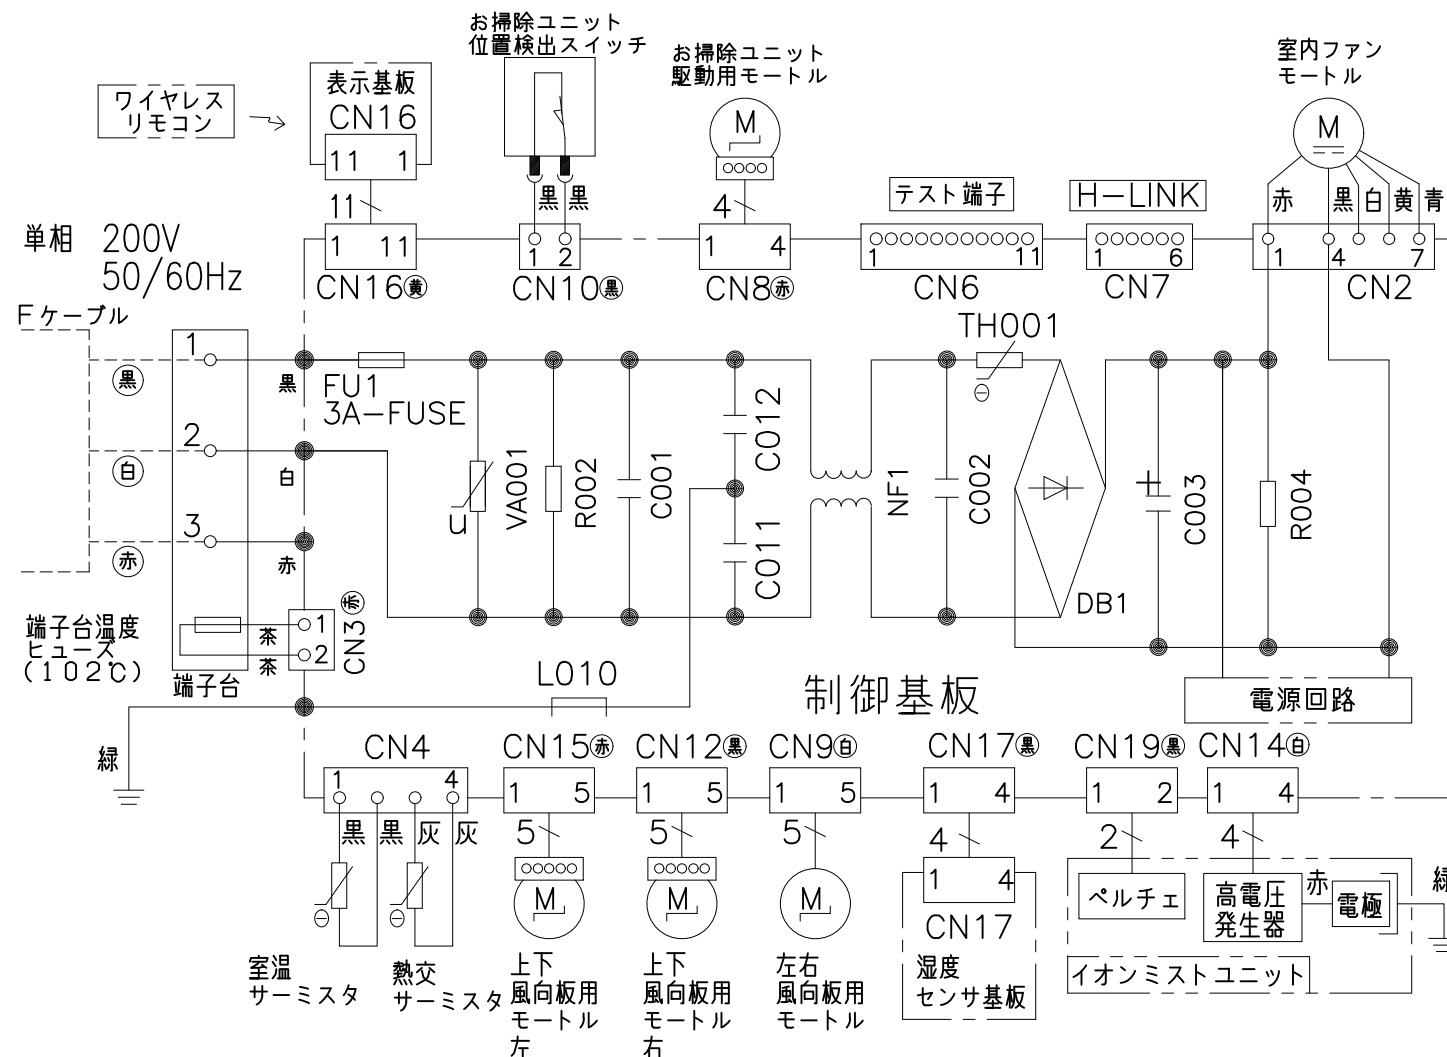 お掃除ユニット
位置検出スイッチ
お掃除ユニット
駆動用モートル
室内ファン
モートル
ワイヤレス
リモコン
表示基板
CN16
11 1
M
M
黒 黒
11
4
テスト端子
H-LINK
赤 黒 白 黄 青
単相 200V
50/60Hz
1 11
1 2
1 4
1 11
1 6
1 4 7
CN16黄
CN10黒
CN8赤
CN6
CN7
CN2
Fケーブル
TH001
1
黒
黒
FU1
3A-FUSE
⊖
2
白
白
3
赤
赤
u
VA001
R002
C001
C012
C011
NF1
C002
DB1
+
C003
R004
端子台温度
ヒューズ
(102℃)
茶
茶
1
2
CN3赤
端子台
L010
制御基板
電源回路
緑
CN4
CN15赤
CN12黒
CN9白
CN17黒
CN19黒
CN14白
1 4
1 5
1 5
1 5
1 4
1 2
1 4
黒 黒 灰 灰
5
5
5
4
2
4
⊖
⊖
M
M
M
1 4
CN17
ペルチェ
高電圧
発生器
赤
電極
緑
室温
サーミスタ
熱交
サーミスタ
上下
風向板用
モートル
左
上下
風向板用
モートル
右
左右
風向板用
モートル
湿度
センサ基板
イオンミストユニット